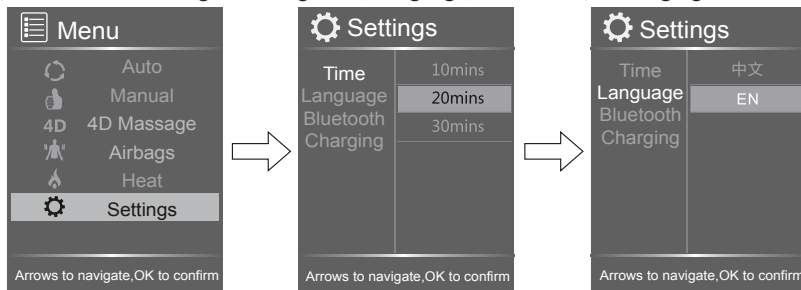 Menu
Auto
Manual
4D 4D Massage
Airbags
Heat
Settings
Arrows to navigate,OK to confirm
Settings
Time
Language
Bluetooth
Charging
10mins
20mins
30mins
Arrows to navigate,OK to confirm
Settings
Time
Language
Bluetooth
Charging
中文
EN
Arrows to navigate,OK to confirm